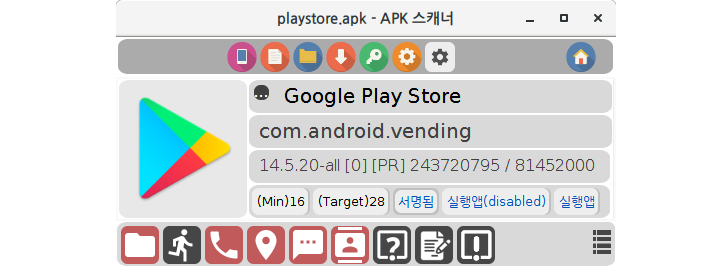 playstore.apk - APK 스캐너
Google Play Store
com.android.vending
14.5.20-all [0] [PR] 243720795 / 81452000
(Min)16 (Target)28 서명됨 실행앱(disabled) 실행앱